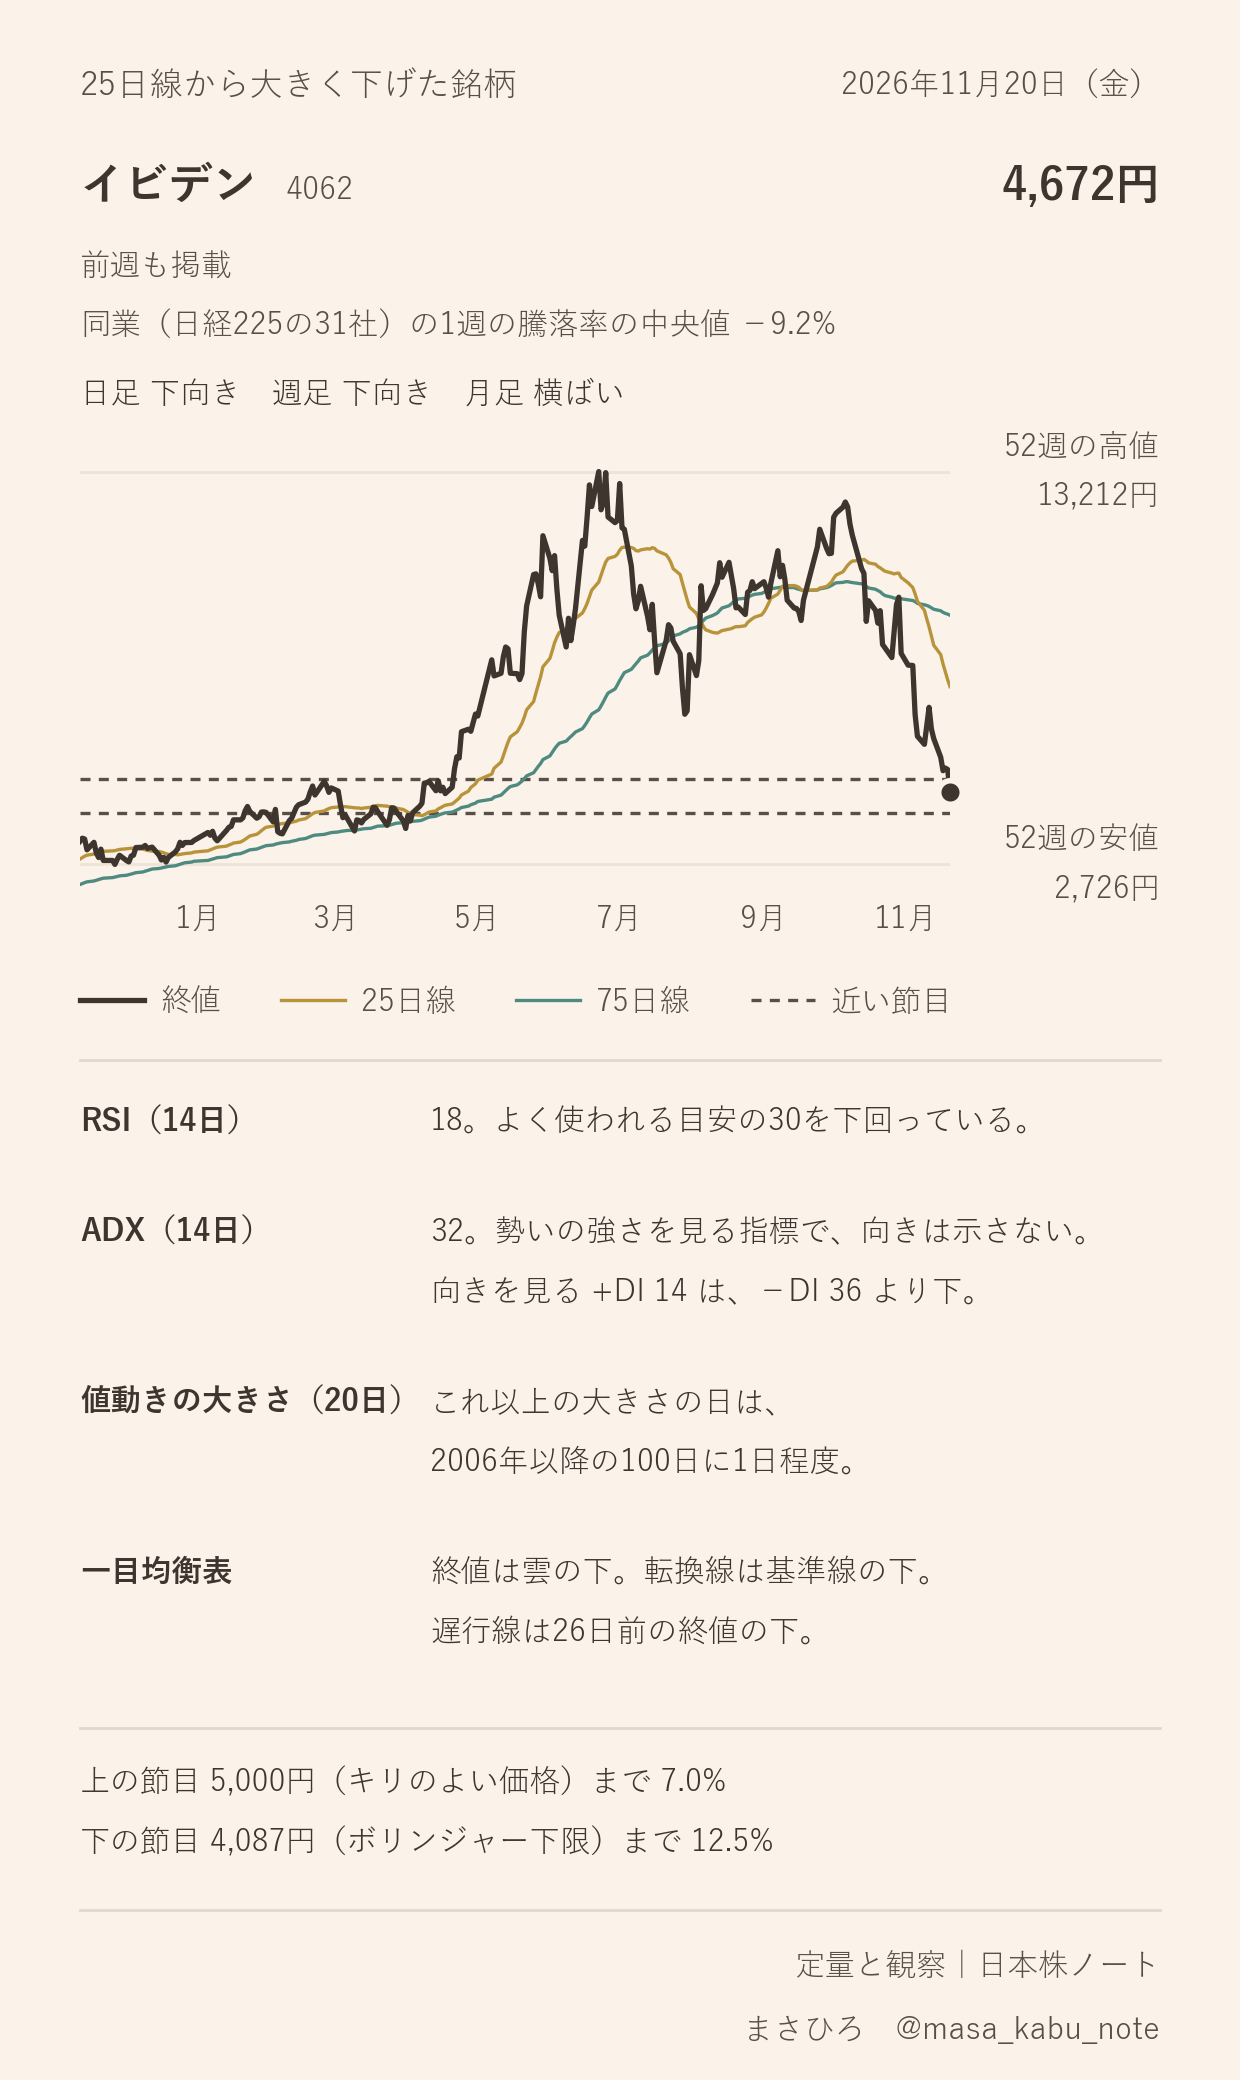 25日線から大きく下げた銘柄
2026年11月20日（金）
イビデン 4062
4,672円
前週も掲載
同業（日経225の31社）の1週の騰落率の中央値 －9.2%
日足 下向き 週足 下向き 月足 横ばい
52週の高値
13,212円
52週の安値
2,726円
1月 3月 5月 7月 9月 11月
終値 25日線 75日線 近い節目
RSI（14日）
18。よく使われる目安の30を下回っている。
ADX（14日）
32。勢いの強さを見る指標で、向きは示さない。
向きを見る +DI 14 は、－DI 36 より下。
値動きの大きさ（20日）
これ以上の大きさの日は、
2006年以降の100日に1日程度。
一目均衡表
終値は雲の下。転換線は基準線の下。
遅行線は26日前の終値の下。
上の節目 5,000円（キリのよい価格）まで 7.0%
下の節目 4,087円（ボリンジャー下限）まで 12.5%
定量と観察｜日本株ノート
まさひろ @masa_kabu_note